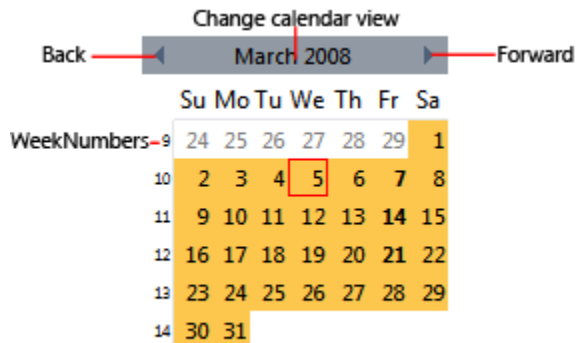 Change calendar view
Back March 2008 Forward
Su Mo Tu We Th Fr Sa
WeekNumbers 9 24 25 26 27 28 29 1
10 2 3 4 5 6 7 8
11 9 10 11 12 13 14 15
12 16 17 18 19 20 21 22
13 23 24 25 26 27 28 29
14 30 31